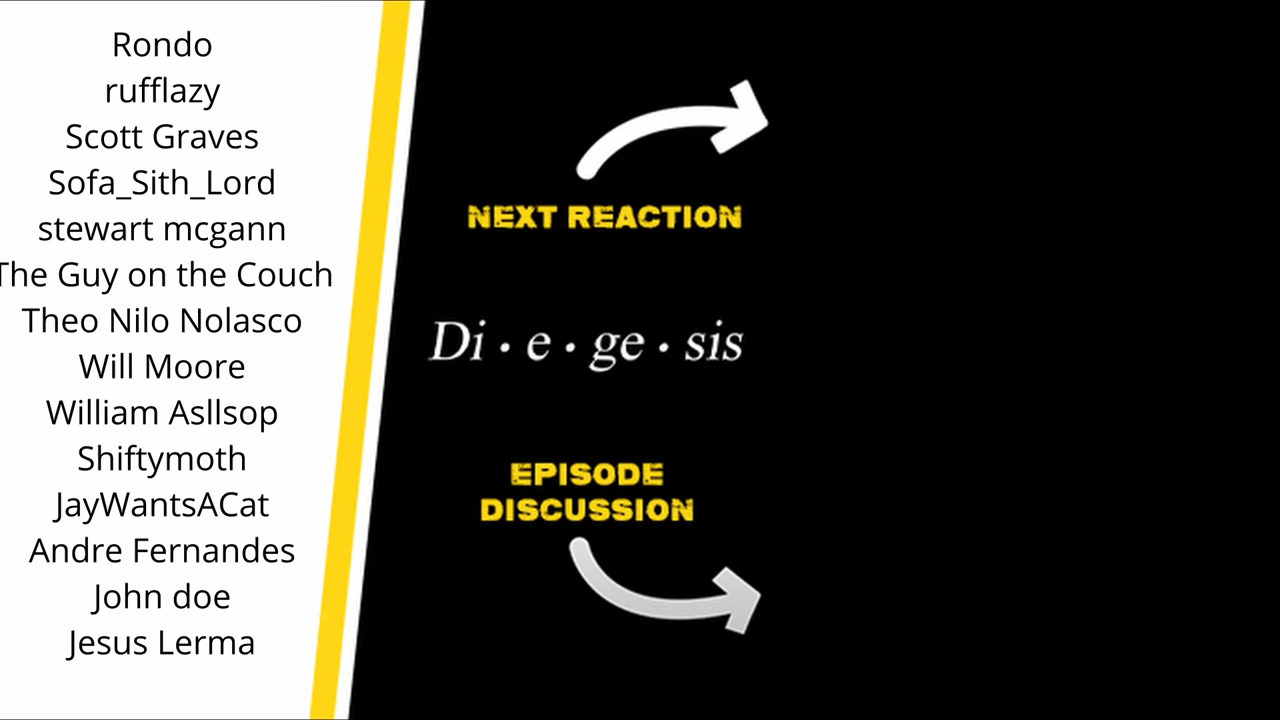 Rondo
rufflazy
Scott Graves
Sofa_Sith_Lord
stewart mcgann
The Guy on the Couch
Theo Nilo Nolasco
Will Moore
William Asllsop
Shiftymoth
JayWantsACat
Andre Fernandes
John doe
Jesus Lerma
NEXT REACTION
Di · e · ge · sis
EPISODE
DISCUSSION